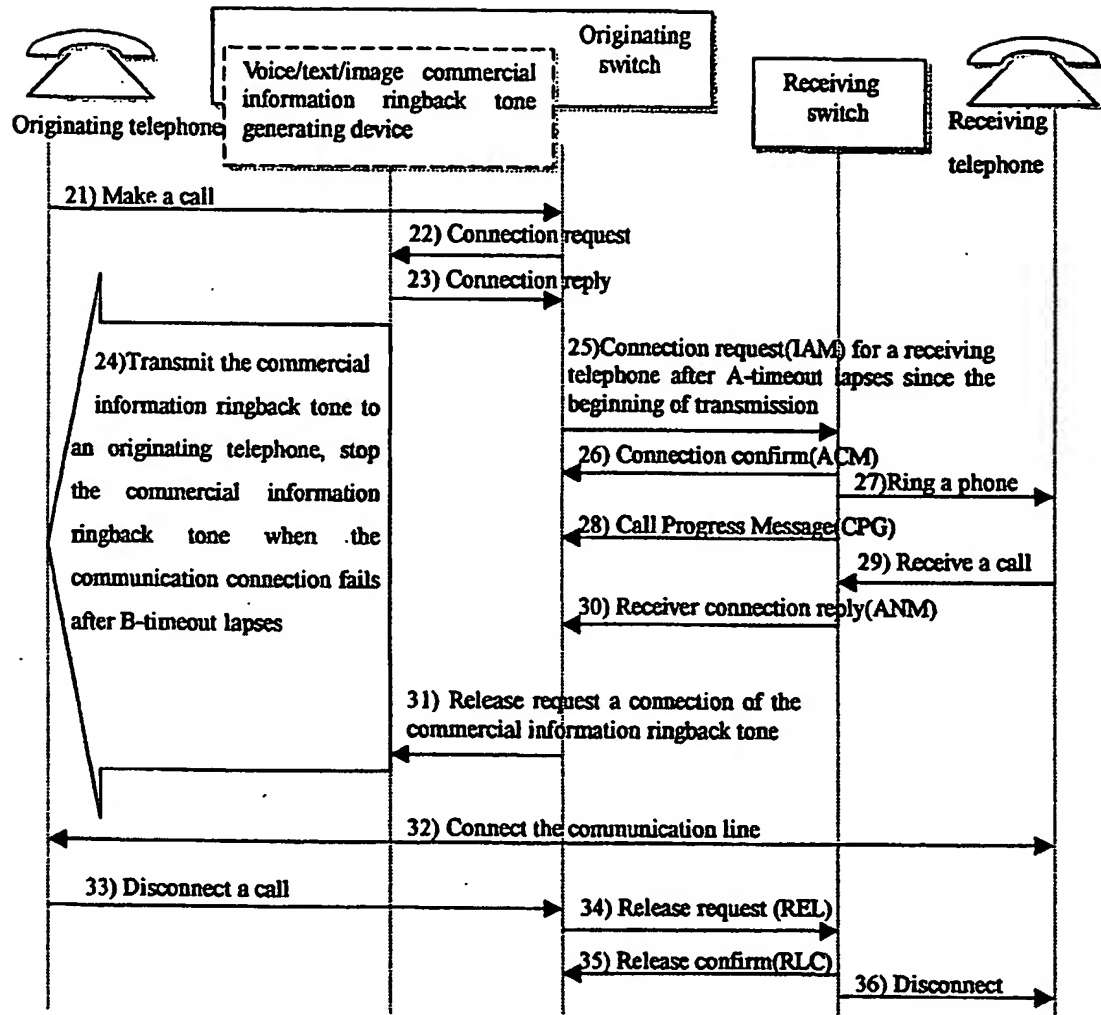 Originating
switch
Voice/text/image commercial
information ringback tone
generating device
Receiving
switch
Originating telephone
Receiving
telephone
21) Make a call
22) Connection request
23) Connection reply
24)Transmit the commercial
information ringback tone to
an originating telephone, stop
the commercial information
ringback tone when the
communication connection fails
after B-timeout lapses
25)Connection request(IAM) for a receiving
telephone after A-timeout lapses since the
beginning of transmission
26) Connection confirm(ACM)
27)Ring a phone
28) Call Progress Message(CPG)
29) Receive a call
30) Receiver connection reply(ANM)
31) Release request a connection of the
commercial information ringback tone
32) Connect the communication line
33) Disconnect a call
34) Release request (REL)
35) Release confirm(RLC)
36) Disconnect